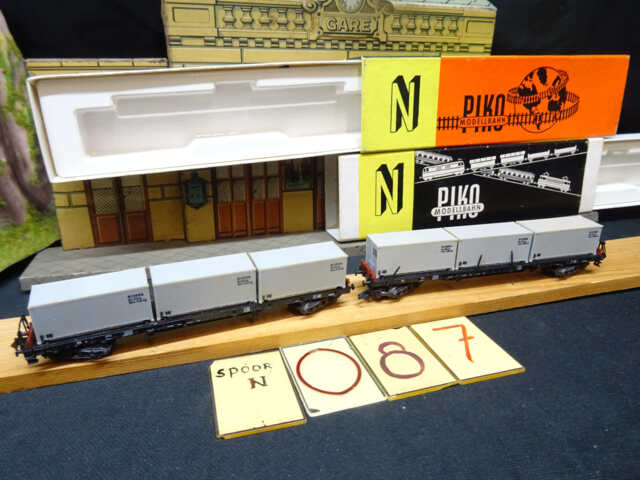 GARE
N
PIKO
MODELLBAHN
N
PIKO
MODELLBAHN
SPOOR
N
0
8
7